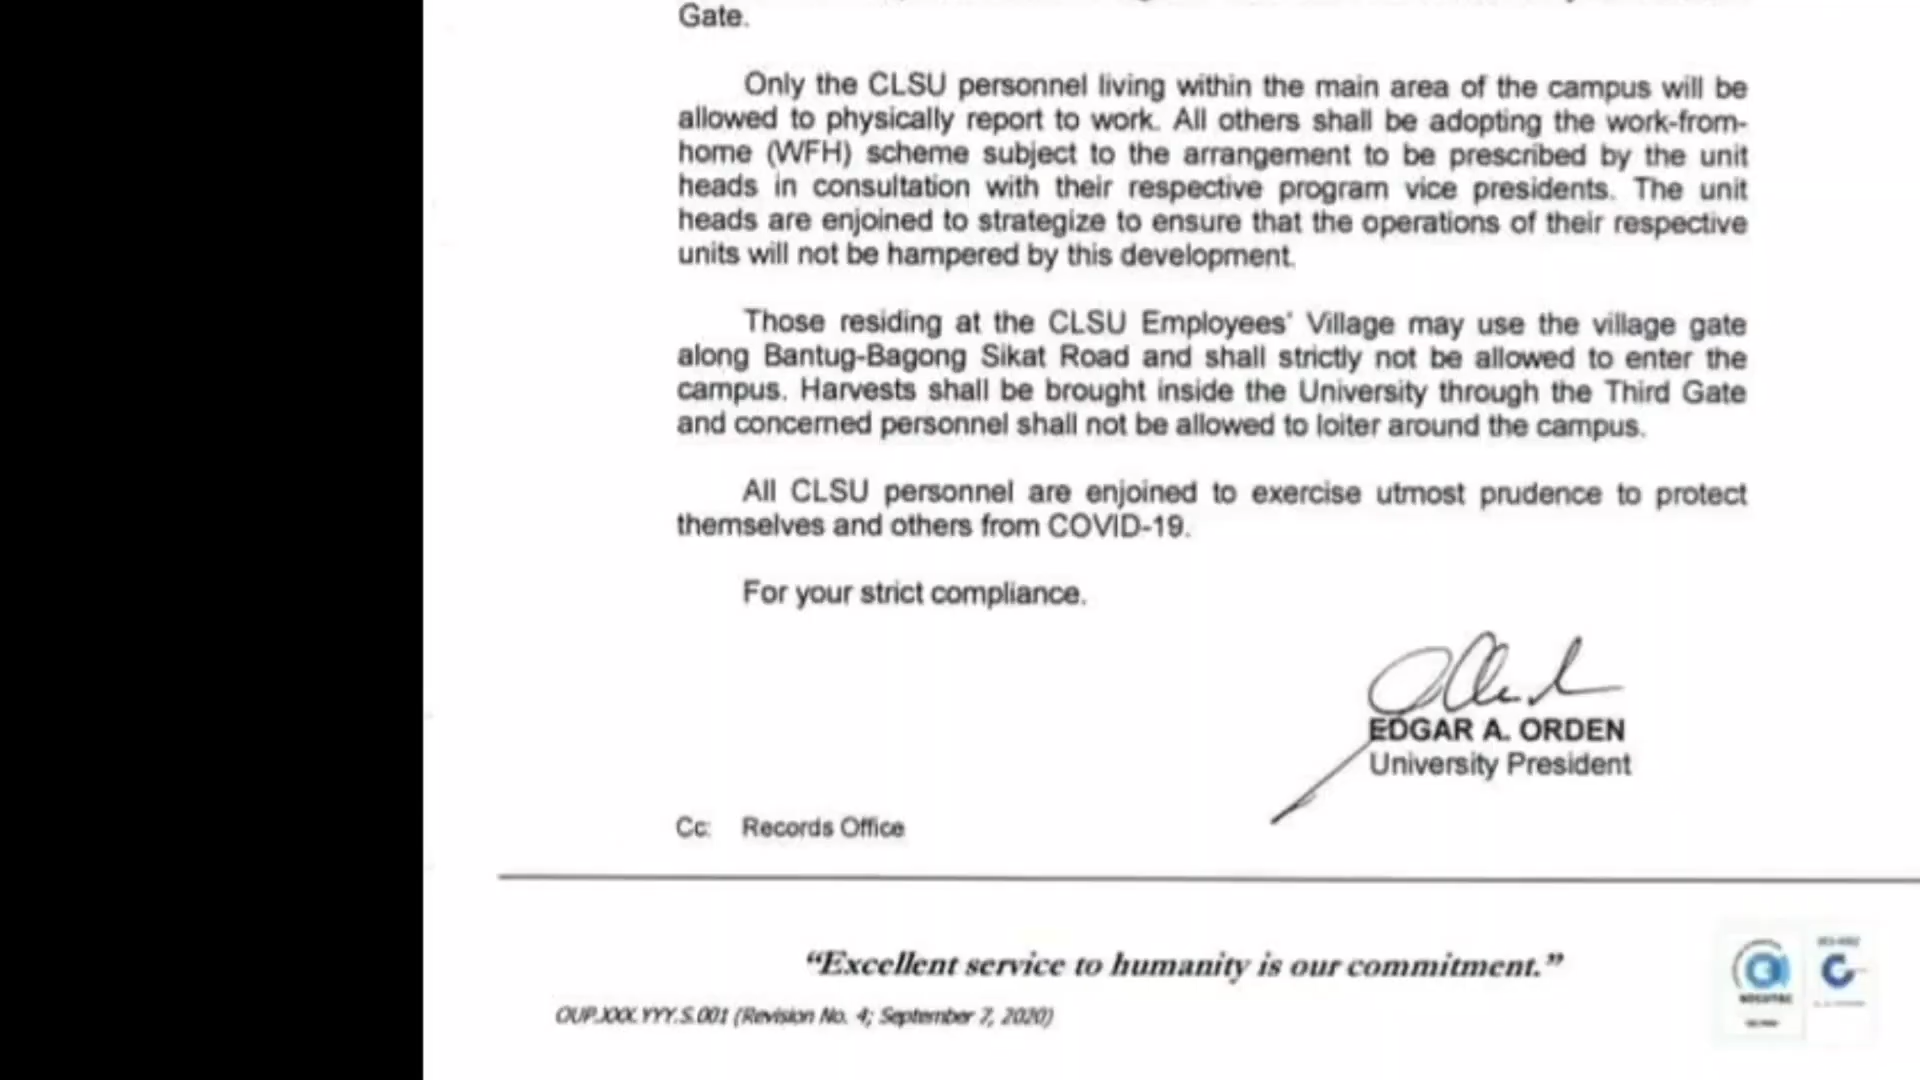 Gate.
Only the CLSU personnel living within the main area of the campus will be
allowed to physically report to work. All others shall be adopting the work-from-
home (WFH) scheme subject to the arrangement to be prescribed by the unit
heads in consultation with their respective program vice presidents. The unit
heads are enjoined to strategize to ensure that the operations of their respective
units will not be hampered by this development.
Those residing at the CLSU Employees' Village may use the village gate
along Bantug-Bagong Sikat Road and shall strictly not be allowed to enter the
campus. Harvests shall be brought inside the University through the Third Gate
and concerned personnel shall not be allowed to loiter around the campus.
All CLSU personnel are enjoined to exercise utmost prudence to protect
themselves and others from COVID-19.
For your strict compliance.
EDGAR A. ORDEN
University President
Cc: Records Office
“Excellent service to humanity is our commitment.”
OUP.XXX.YYY.S.001 (Revision No. 4; September 7, 2020)